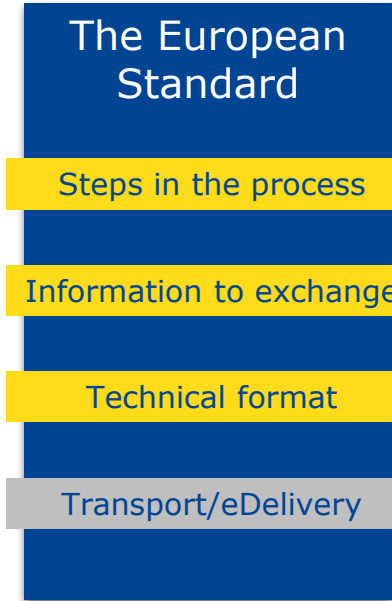 The European
Standard
Steps in the process
Information to exchange
Technical format
Transport/eDelivery